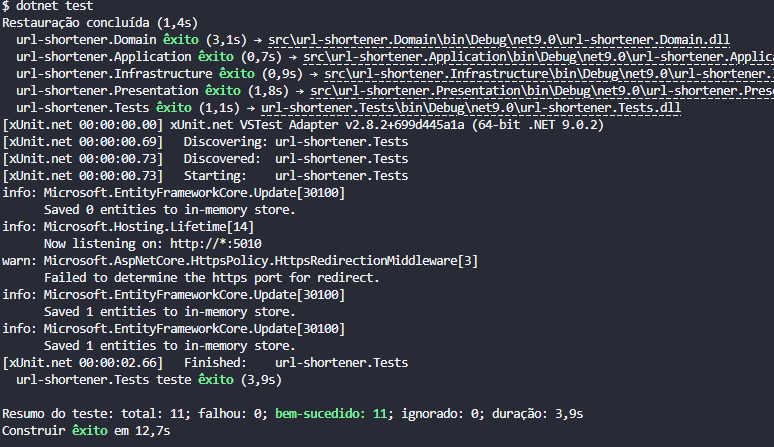 $ dotnet test
Restauração concluída (1,4s)
  url-shortener.Domain êxito (3,1s) → src\url-shortener.Domain\bin\Debug\net9.0\url-shortener.Domain.dll
  url-shortener.Application êxito (0,7s) → src\url-shortener.Application\bin\Debug\net9.0\url-shortener.Applica
  url-shortener.Infrastructure êxito (0,9s) → src\url-shortener.Infrastructure\bin\Debug\net9.0\url-shortener.
  url-shortener.Presentation êxito (1,8s) → src\url-shortener.Presentation\bin\Debug\net9.0\url-shortener.Pres
  url-shortener.Tests êxito (1,1s) → url-shortener.Tests\bin\Debug\net9.0\url-shortener.Tests.dll
[xUnit.net 00:00:00.00] xUnit.net VSTest Adapter v2.8.2+699d445a1a (64-bit .NET 9.0.2)
[xUnit.net 00:00:00.69]   Discovering: url-shortener.Tests
[xUnit.net 00:00:00.73]   Discovered:  url-shortener.Tests
[xUnit.net 00:00:00.73]   Starting:    url-shortener.Tests
info: Microsoft.EntityFrameworkCore.Update[30100]
      Saved 0 entities to in-memory store.
info: Microsoft.Hosting.Lifetime[14]
      Now listening on: http://*:5010
warn: Microsoft.AspNetCore.HttpsPolicy.HttpsRedirectionMiddleware[3]
      Failed to determine the https port for redirect.
info: Microsoft.EntityFrameworkCore.Update[30100]
      Saved 1 entities to in-memory store.
info: Microsoft.EntityFrameworkCore.Update[30100]
      Saved 1 entities to in-memory store.
[xUnit.net 00:00:02.66]   Finished:    url-shortener.Tests
  url-shortener.Tests teste êxito (3,9s)

Resumo do teste: total: 11; falhou: 0; bem-sucedido: 11; ignorado: 0; duração: 3,9s
Construir êxito em 12,7s